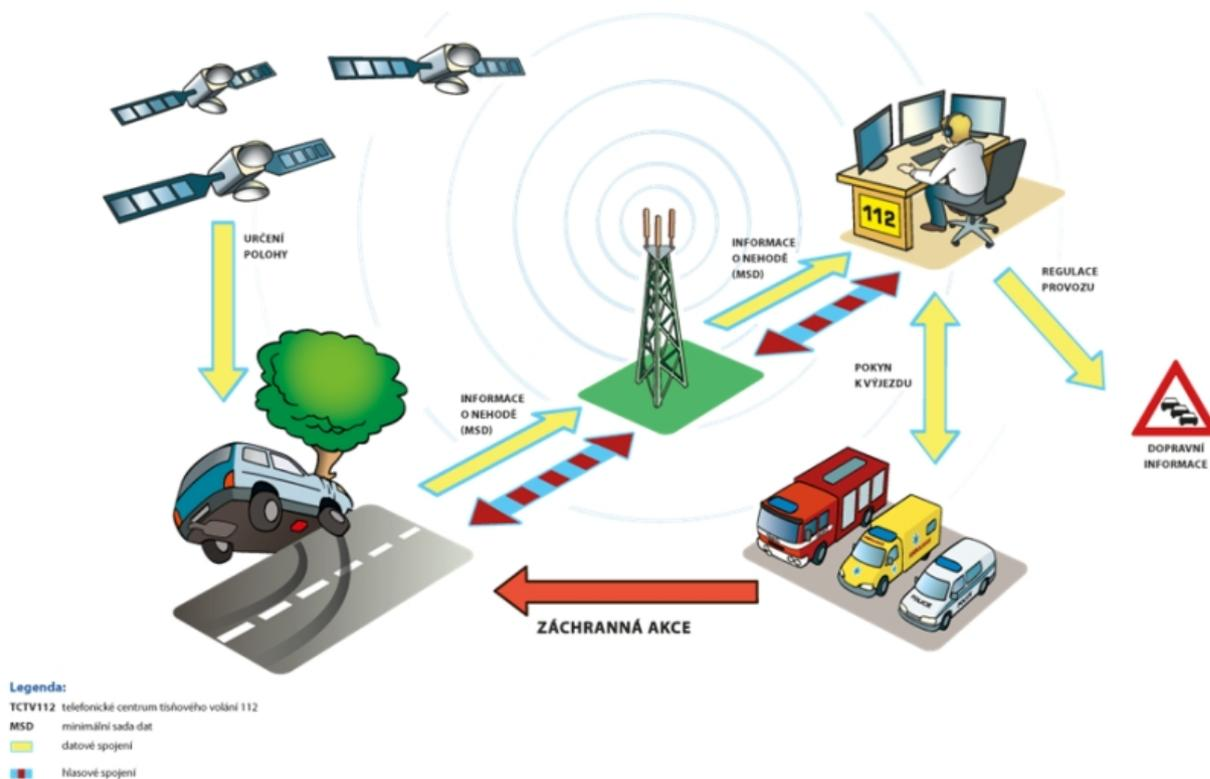 URČENÍ
POLOHY
INFORMACE
O NEHODĚ
(MSD)
112
REGULACE
PROVOZU
INFORMACE
O NEHODĚ
(MSD)
POKYN
K VÝJEZDU
DOPRAVNÍ
INFORMACE
POLICIE
ZÁCHRANNÁ AKCE
Legenda:
TCTV112 telefonické centrum tísňového volání 112
MSD minimální sada dat
datové spojení
hlasové spojení